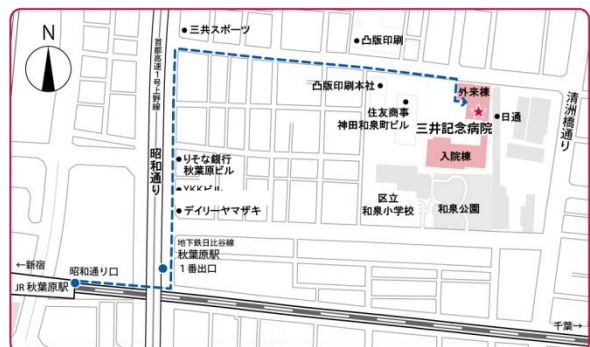 N
三共スポーツ
凸版印刷
首都高速1号上野線
昭和通り
凸版印刷本社
住友商事
神田和泉町ビル
外来棟
三井記念病院
日通
清洲橋通り
入院棟
りそな銀行
秋葉原ビル
YKKビル
デイリーヤマザキ
区立
和泉小学校
和泉公園
地下鉄日比谷線
秋葉原駅
1番出口
←新宿
昭和通り口
JR 秋葉原駅
千葉→